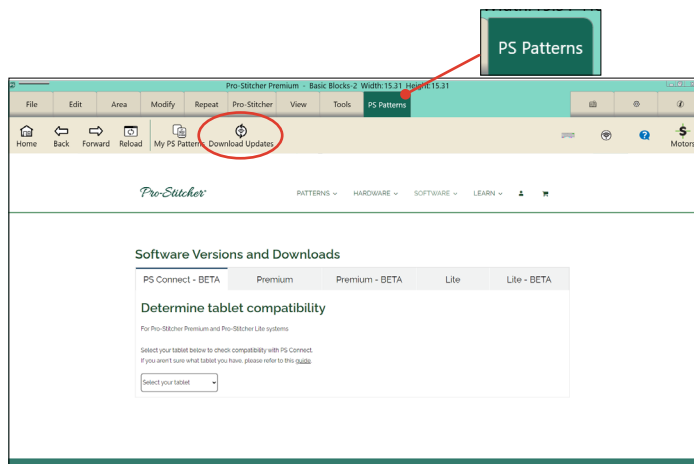 PS Patterns
Pro-Stitcher Premium - Basic Blocks-2 Width:15.31 Height:15.31
File Edit Area Modify Repeat Pro-Stitcher View Tools PS Patterns
Home Back Forward Reload My PS Patterns Download Updates Motors
Pro-Stitcher PATTERNS HARDWARE SOFTWARE LEARN
Software Versions and Downloads
PS Connect - BETA Premium Premium - BETA Lite Lite - BETA
Determine tablet compatibility
For Pro-Stitcher Premium and Pro-Stitcher Lite systems
Select your tablet below to check compatibility with PS Connect.
If you aren't sure what tablet you have, please refer to this guide.
Select your tablet